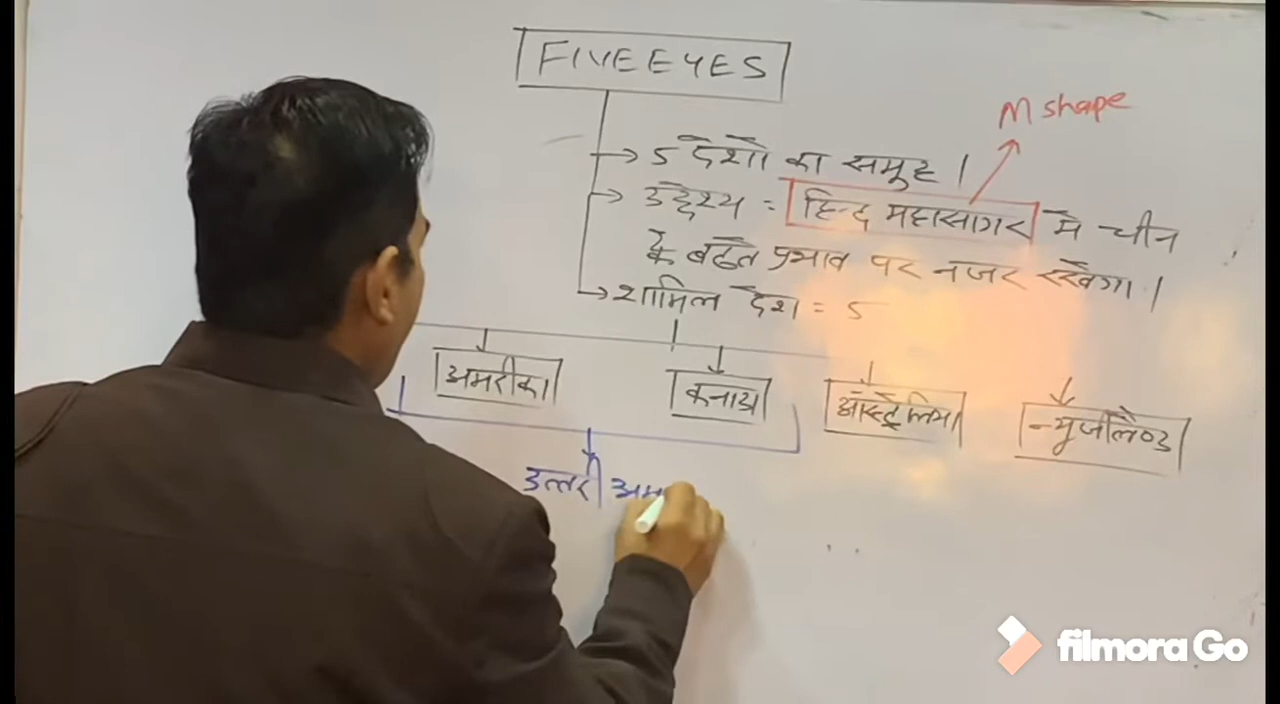 FIVE EYES
M shape
→ 5 देशों का समूह।
→ उद्देश्य = हिन्द महासागर में चीन
के बढ़ते प्रभाव पर नजर रखेगा।
→ शामिल देश = 5
अमरीका कनाडा ऑस्ट्रेलिया न्यूजीलैण्ड
उत्तरी अम
filmora Go